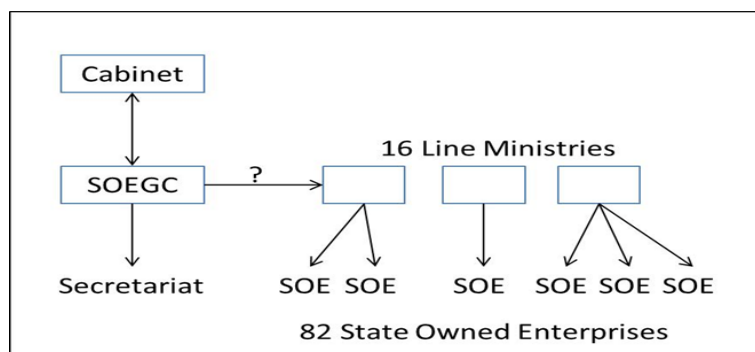 Cabinet
16 Line Ministries
SOEGC
?
Secretariat
SOE SOE SOE SOE SOE SOE
82 State Owned Enterprises